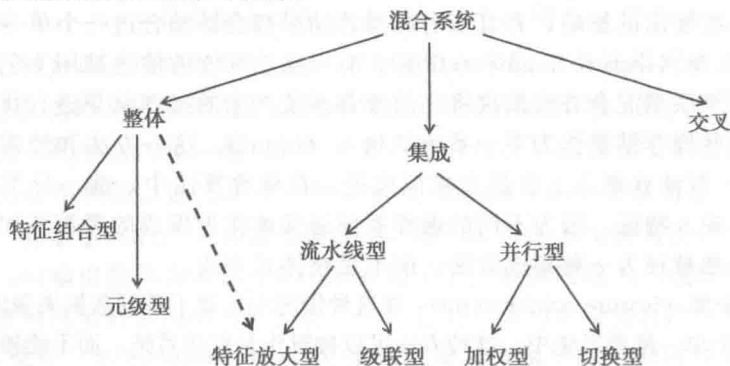 混合系统
整体
集成
交叉
特征组合型
元级型
流水线型
并行型
特征放大型
级联型
加权型
切换型